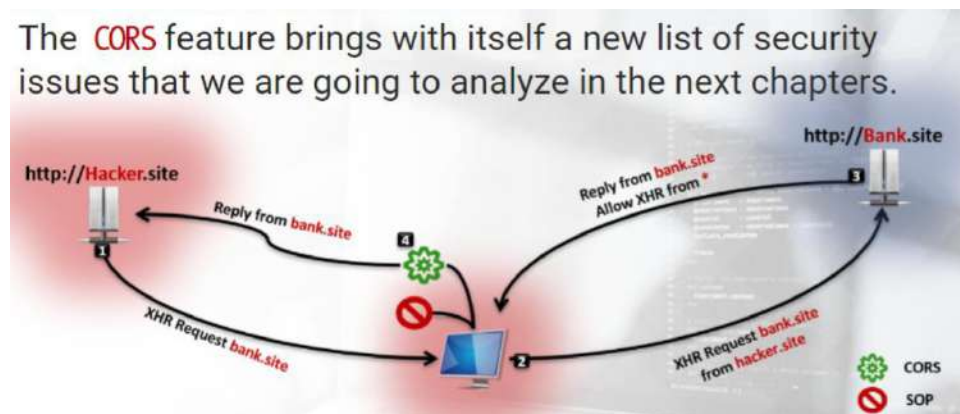 The CORS feature brings with itself a new list of security
issues that we are going to analyze in the next chapters.
http://Hacker.site
http://Bank.site
Reply from bank.site
Allow XHR from *
3
Reply from bank.site
4
1
XHR Request bank.site
2
XHR Request bank.site
from hacker.site
CORS
SOP